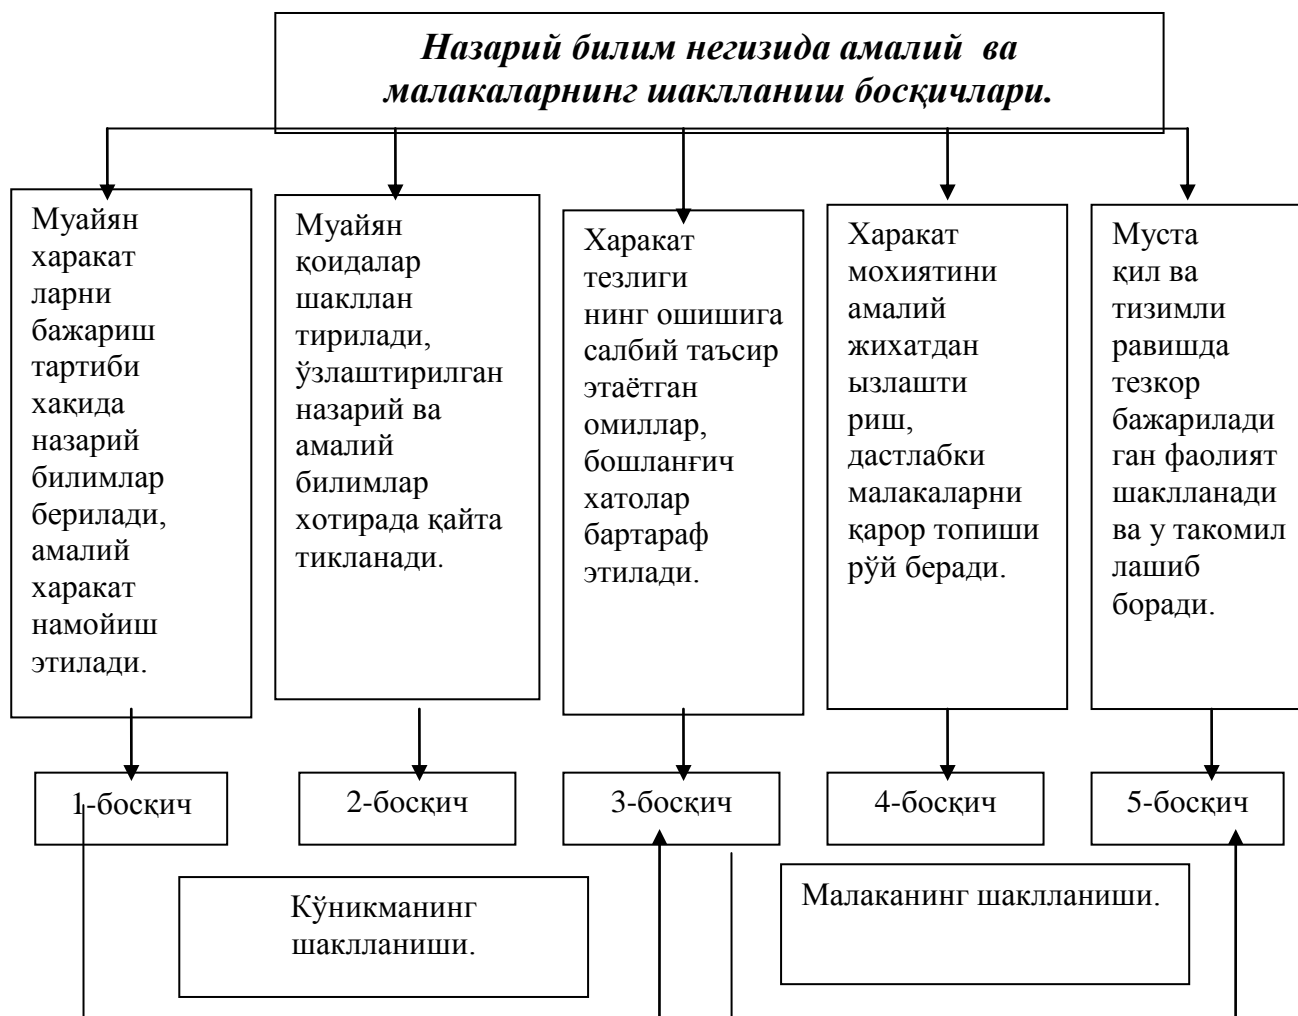 Назарий билим негизида амалий ва
малакаларнинг шаклланиш босқичлари.
Муайян
харакат
ларни
бажариш
тартиби
хақида
назарий
билимлар
берилади,
амалий
харакат
намойиш
этилади.
Муайян
қоидалар
шакллан
тирилади,
ўзлаштирилган
назарий ва
амалий
билимлар
хотирада қайта
тикланади.
Харакат
тезлиги
нинг ошишига
салбий таъсир
этаётган
омиллар,
бошланғич
хатолар
бартараф
этилади.
Харакат
мохиятини
амалий
жихатдан
ызлашти
риш,
дастлабки
малакаларни
қарор топиши
рўй беради.
Муста
қил ва
тизимли
равишда
тезкор
бажарилади
ган фаолият
шаклланади
ва у такомил
лашиб
боради.
1-босқич
2-босқич
3-босқич
4-босқич
5-босқич
Кўникманинг
шаклланиши.
Малаканинг шаклланиши.